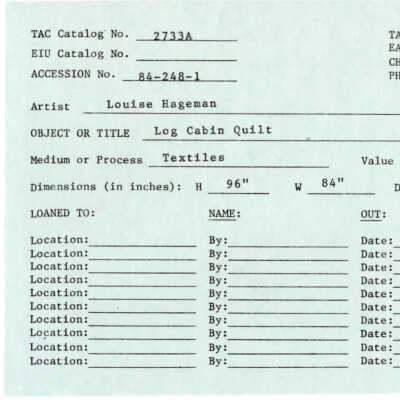 TAC Catalog No. 2733A TA
EIU Catalog No. EA
ACCESSION No. 84-248-1 CH
PH
Artist Louise Hageman
OBJECT OR TITLE Log Cabin Quilt
Medium or Process Textiles Value
Dimensions (in inches): H 96" W 84" D
LOANED TO: NAME: OUT:
Location: By: Date:
Location: By: Date:
Location: By: Date:
Location: By: Date:
Location: By: Date:
Location: By: Date:
Location: By: Date:
Location: By: Date:
Location: By: Date:
Location: By: Date: